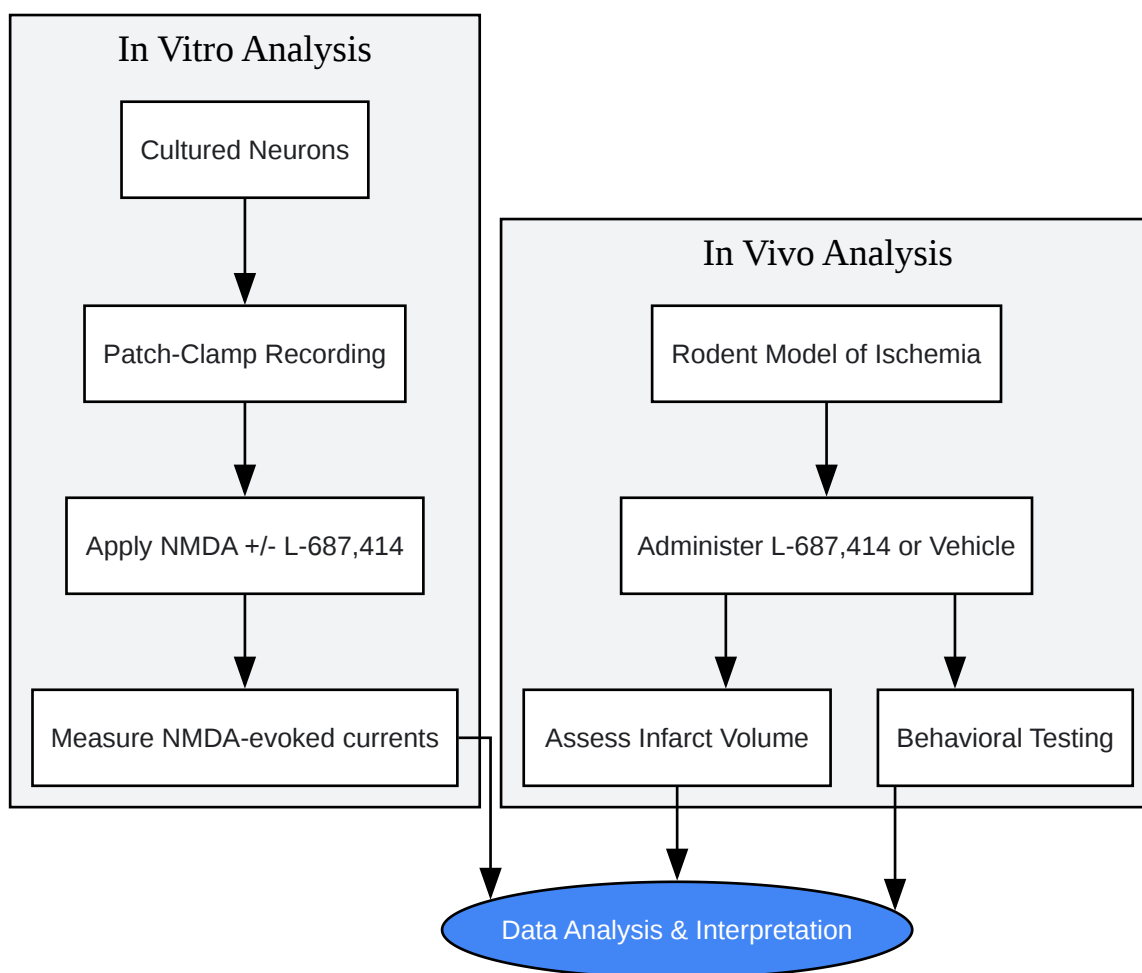 In Vitro Analysis
Cultured Neurons
Patch-Clamp Recording
Apply NMDA +/- L-687,414
Measure NMDA-evoked currents
In Vivo Analysis
Rodent Model of Ischemia
Administer L-687,414 or Vehicle
Assess Infarct Volume
Behavioral Testing
Data Analysis & Interpretation